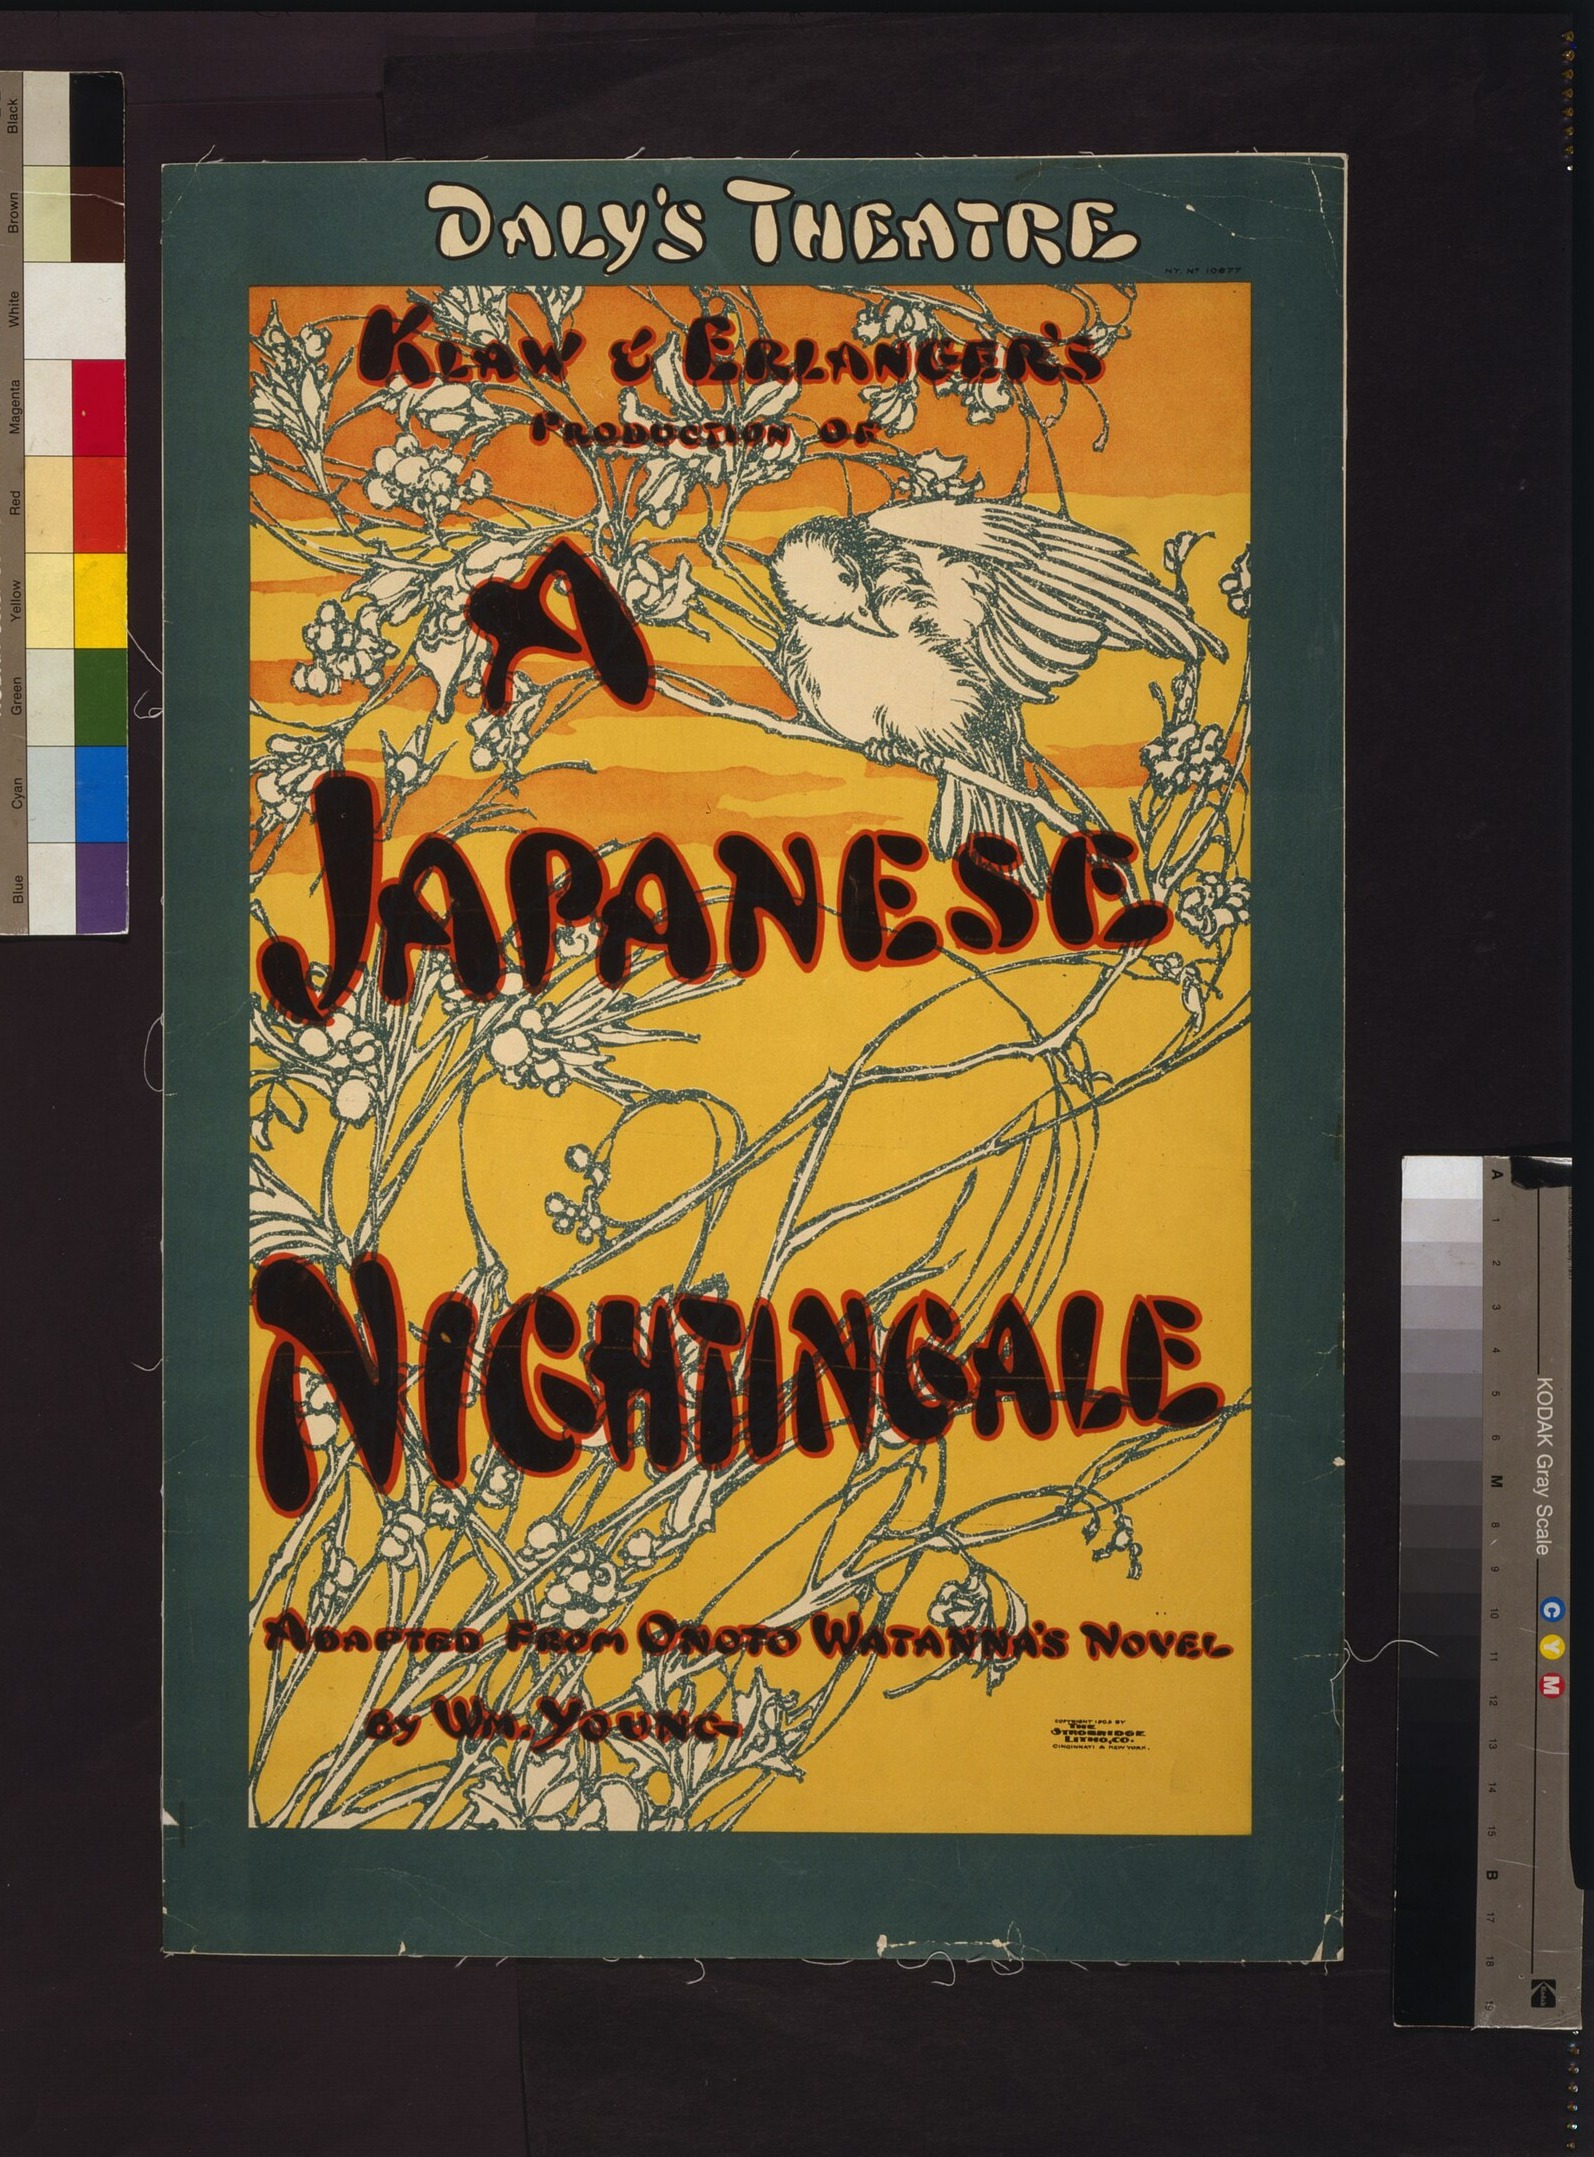 DALY'S THEATRE
NY. Nº 10677
KLAW & ERLANGER'S
PRODUCTION OF
A
JAPANESE
NIGHTINGALE
ADAPTED FROM ONOTO WATANNA'S NOVEL
BY WM. YOUNG
COPYRIGHT 1903 BY
THE
STROBRIDGE
LITHO. CO.
CINCINNATI & NEW YORK.
Black
Brown
White
Magenta
Red
Yellow
Green
Cyan
Blue
KODAK Gray Scale
C Y M
Kodak
A
1
2
3
4
5
6
M
8
9
10
11
12
13
14
15
B
17
18
19